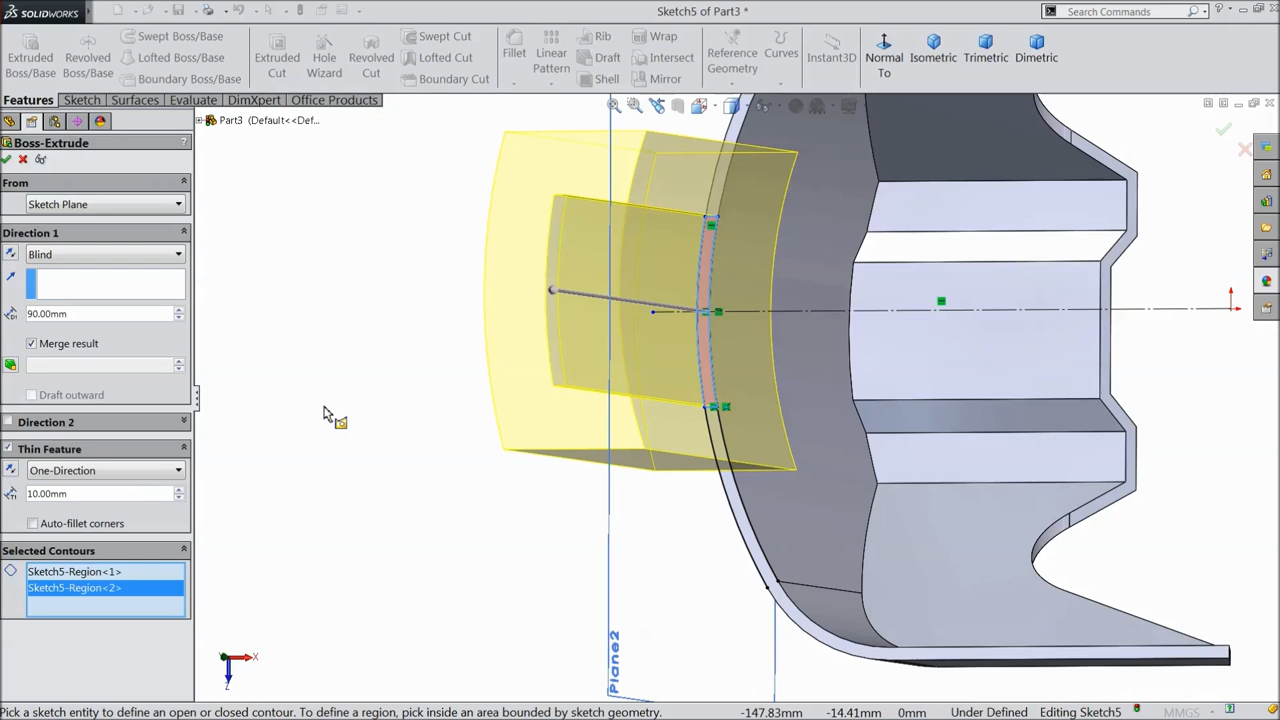 SOLIDWORKS
Sketch5 of Part3 *
Search Commands
Extruded Boss/Base
Revolved Boss/Base
Swept Boss/Base
Lofted Boss/Base
Boundary Boss/Base
Extruded Cut
Hole Wizard
Revolved Cut
Swept Cut
Lofted Cut
Boundary Cut
Fillet
Linear Pattern
Rib
Draft
Shell
Wrap
Intersect
Mirror
Reference Geometry
Curves
Instant3D
Normal To
Isometric
Trimetric
Dimetric
Features
Sketch
Surfaces
Evaluate
DimXpert
Office Products
Part3 (Default<<Def...
Boss-Extrude
?
From
Sketch Plane
Direction 1
Blind
90.00mm
Merge result
Draft outward
Direction 2
Thin Feature
One-Direction
10.00mm
Auto-fillet corners
Selected Contours
Sketch5-Region<1>
Sketch5-Region<2>
Plane2
X
Z
Pick a sketch entity to define an open or closed contour. To define a region, pick inside an area bounded by sketch geometry.
-147.83mm
-14.41mm
0mm
Under Defined
Editing Sketch5
MMGS